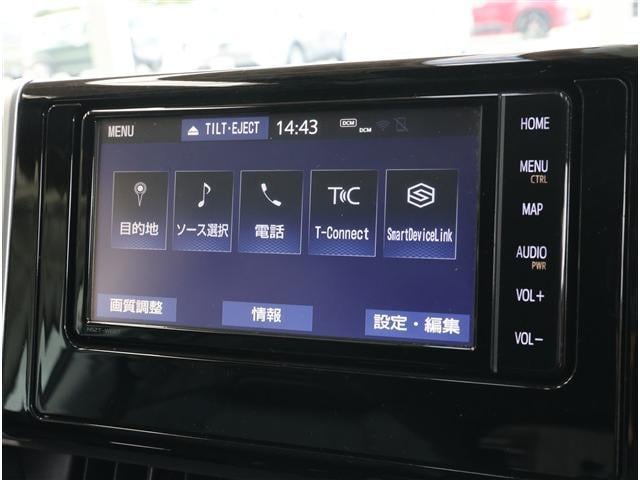 MENU ▲ TILT·EJECT 14:43 DCM DCM
目的地 ソース選択 電話 T-Connect SmartDeviceLink
画質調整 情報 設定・編集
HOME
MENU
CTRL
MAP
AUDIO
PWR
VOL+
VOL-